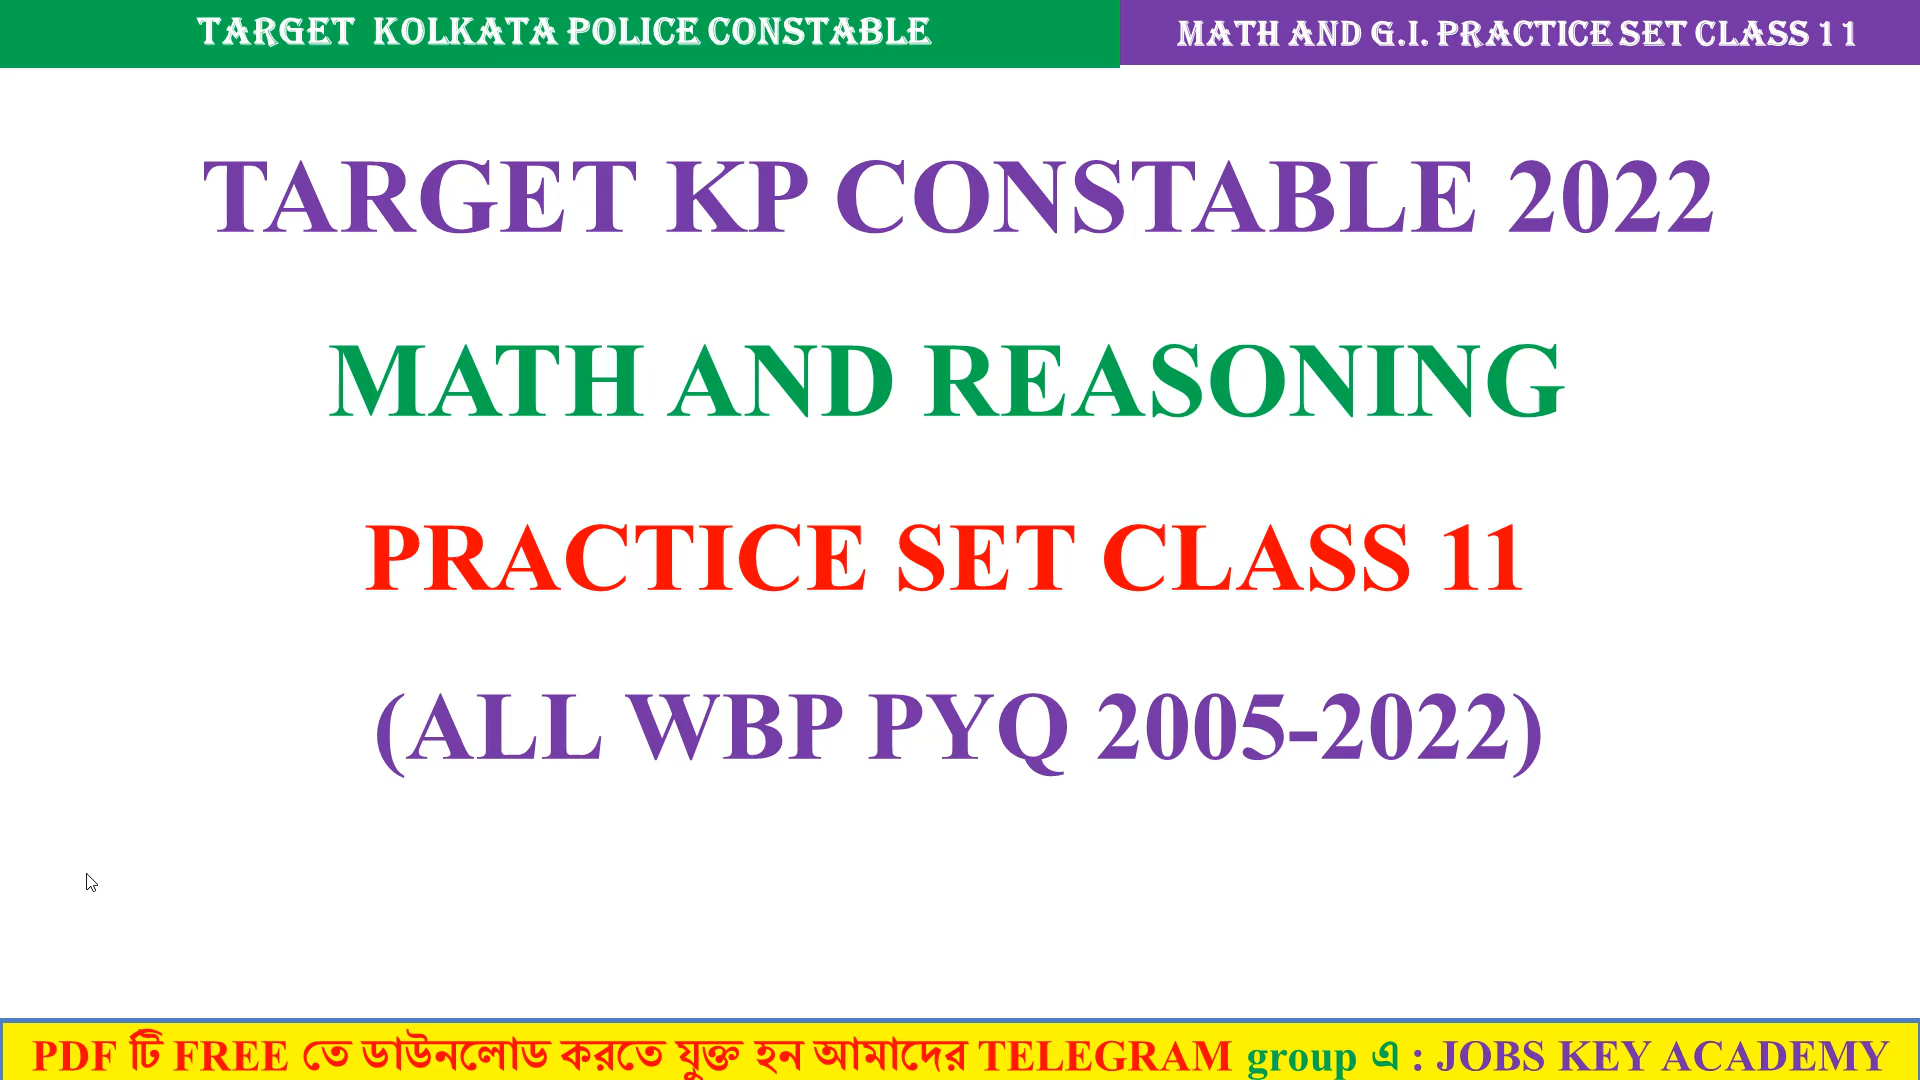 TARGET KOLKATA POLICE CONSTABLE
MATH AND G.I. PRACTICE SET CLASS 11
TARGET KP CONSTABLE 2022
MATH AND REASONING
PRACTICE SET CLASS 11
(ALL WBP PYQ 2005-2022)
PDF টি FREE তে ডাউনলোড করতে যুক্ত হন আমাদের TELEGRAM group এ : JOBS KEY ACADEMY